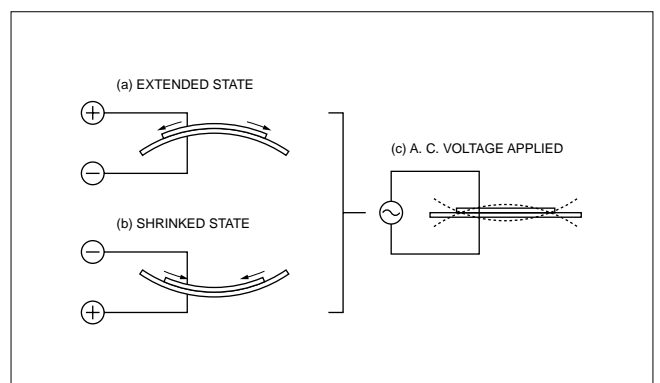 (a) EXTENDED STATE
+
−
(b) SHRINKED STATE
−
+
(c) A. C. VOLTAGE APPLIED